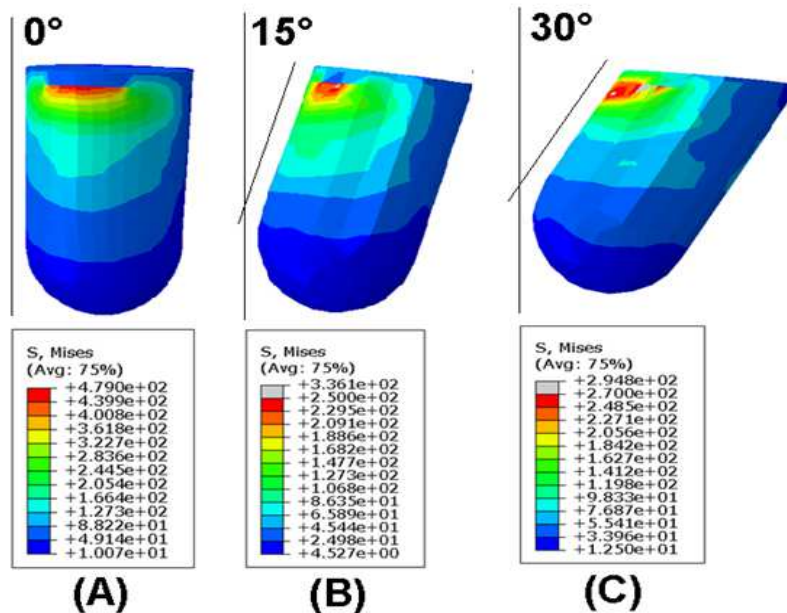 0°
15°
30°
S, Mises
(Avg: 75%)
+4.790e+02
+4.399e+02
+4.008e+02
+3.618e+02
+3.227e+02
+2.836e+02
+2.445e+02
+2.054e+02
+1.664e+02
+1.273e+02
+8.822e+01
+4.914e+01
+1.007e+01
S, Mises
(Avg: 75%)
+3.361e+02
+2.500e+02
+2.295e+02
+2.091e+02
+1.886e+02
+1.682e+02
+1.477e+02
+1.273e+02
+1.068e+02
+8.635e+01
+6.589e+01
+4.544e+01
+2.498e+01
+4.527e+00
S, Mises
(Avg: 75%)
+2.948e+02
+2.700e+02
+2.485e+02
+2.271e+02
+2.056e+02
+1.842e+02
+1.627e+02
+1.412e+02
+1.198e+02
+9.833e+01
+7.687e+01
+5.541e+01
+3.396e+01
+1.250e+01
(A)
(B)
(C)